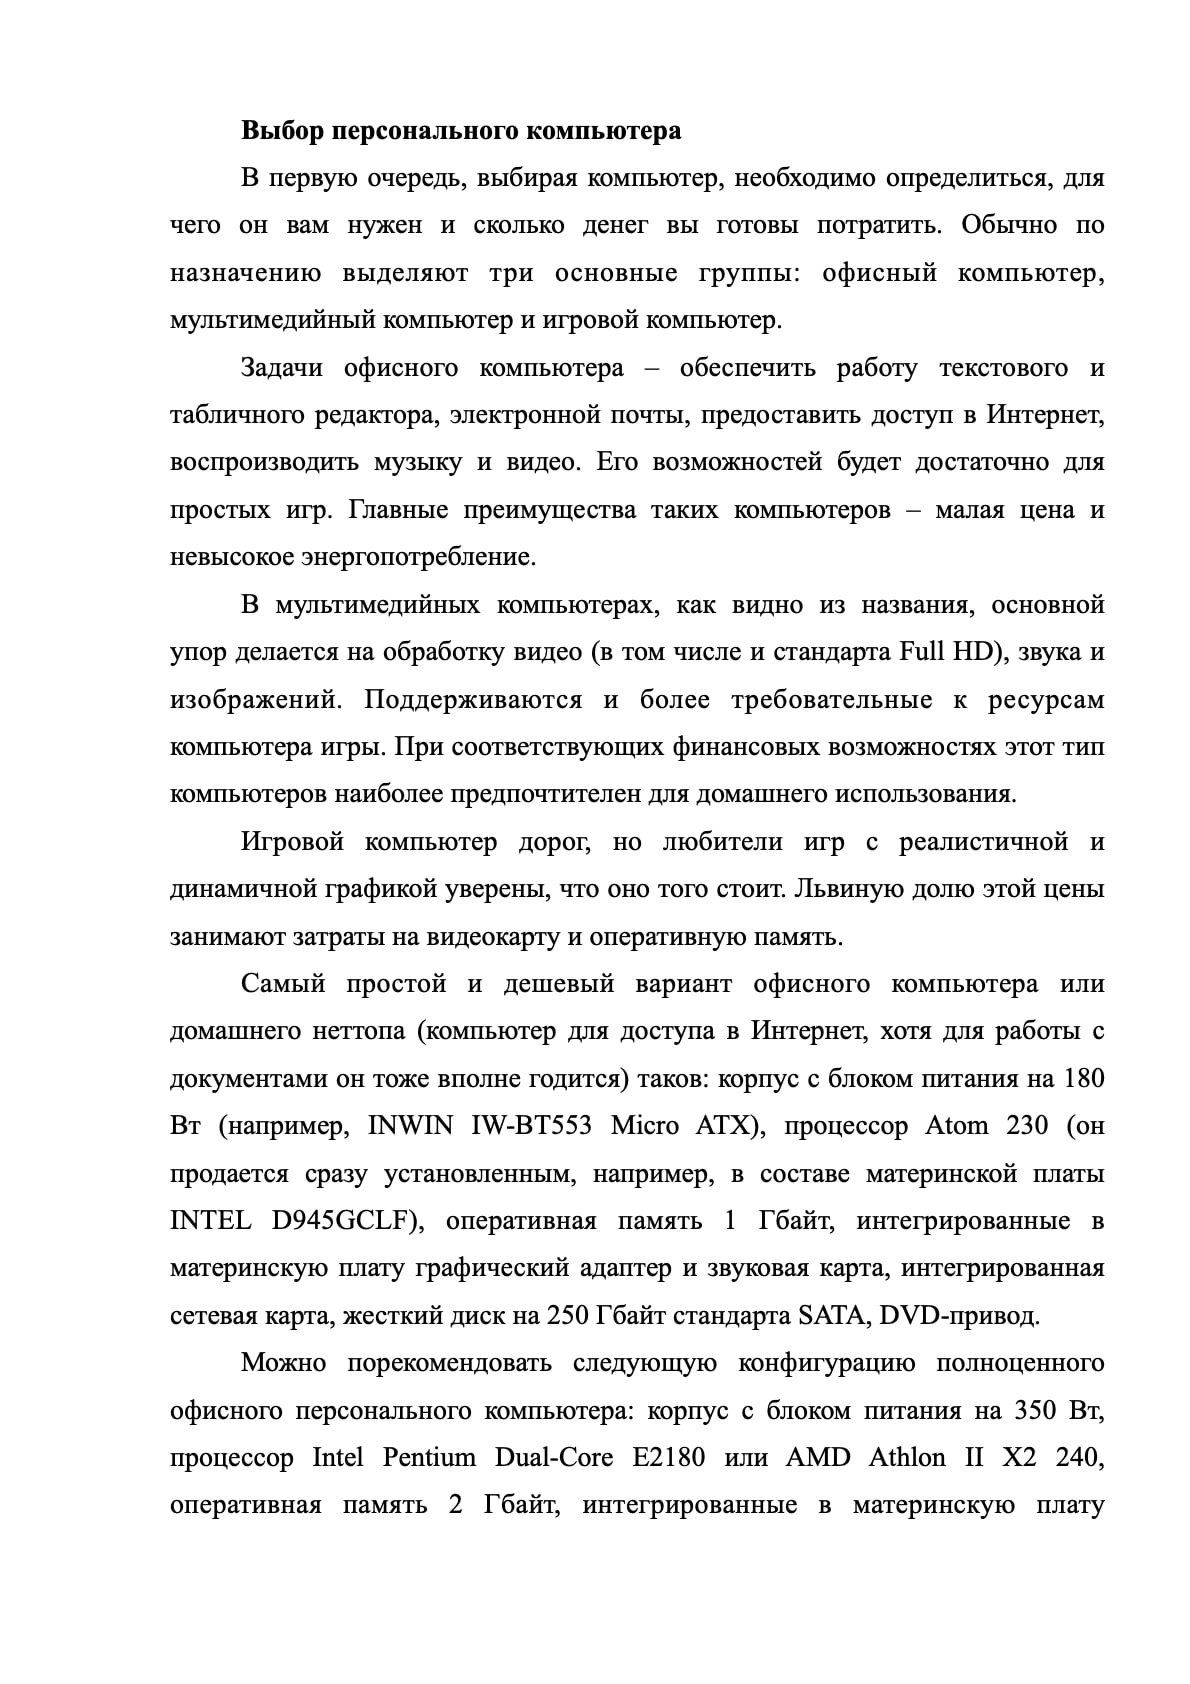 Выбор персонального компьютера
В первую очередь, выбирая компьютер, необходимо определиться, для
чего он вам нужен и сколько денег вы готовы потратить. Обычно по
назначению выделяют три основные группы: офисный компьютер,
мультимедийный компьютер и игровой компьютер.
Задачи офисного компьютера – обеспечить работу текстового и
табличного редактора, электронной почты, предоставить доступ в Интернет,
воспроизводить музыку и видео. Его возможностей будет достаточно для
простых игр. Главные преимущества таких компьютеров – малая цена и
невысокое энергопотребление.
В мультимедийных компьютерах, как видно из названия, основной
упор делается на обработку видео (в том числе и стандарта Full HD), звука и
изображений. Поддерживаются и более требовательные к ресурсам
компьютера игры. При соответствующих финансовых возможностях этот тип
компьютеров наиболее предпочтителен для домашнего использования.
Игровой компьютер дорог, но любители игр с реалистичной и
динамичной графикой уверены, что оно того стоит. Львиную долю этой цены
занимают затраты на видеокарту и оперативную память.
Самый простой и дешевый вариант офисного компьютера или
домашнего неттопа (компьютер для доступа в Интернет, хотя для работы с
документами он тоже вполне годится) таков: корпус с блоком питания на 180
Вт (например, INWIN IW-BT553 Micro ATX), процессор Atom 230 (он
продается сразу установленным, например, в составе материнской платы
INTEL D945GCLF), оперативная память 1 Гбайт, интегрированные в
материнскую плату графический адаптер и звуковая карта, интегрированная
сетевая карта, жесткий диск на 250 Гбайт стандарта SATA, DVD-привод.
Можно порекомендовать следующую конфигурацию полноценного
офисного персонального компьютера: корпус с блоком питания на 350 Вт,
процессор Intel Pentium Dual-Core E2180 или AMD Athlon II X2 240,
оперативная память 2 Гбайт, интегрированные в материнскую плату